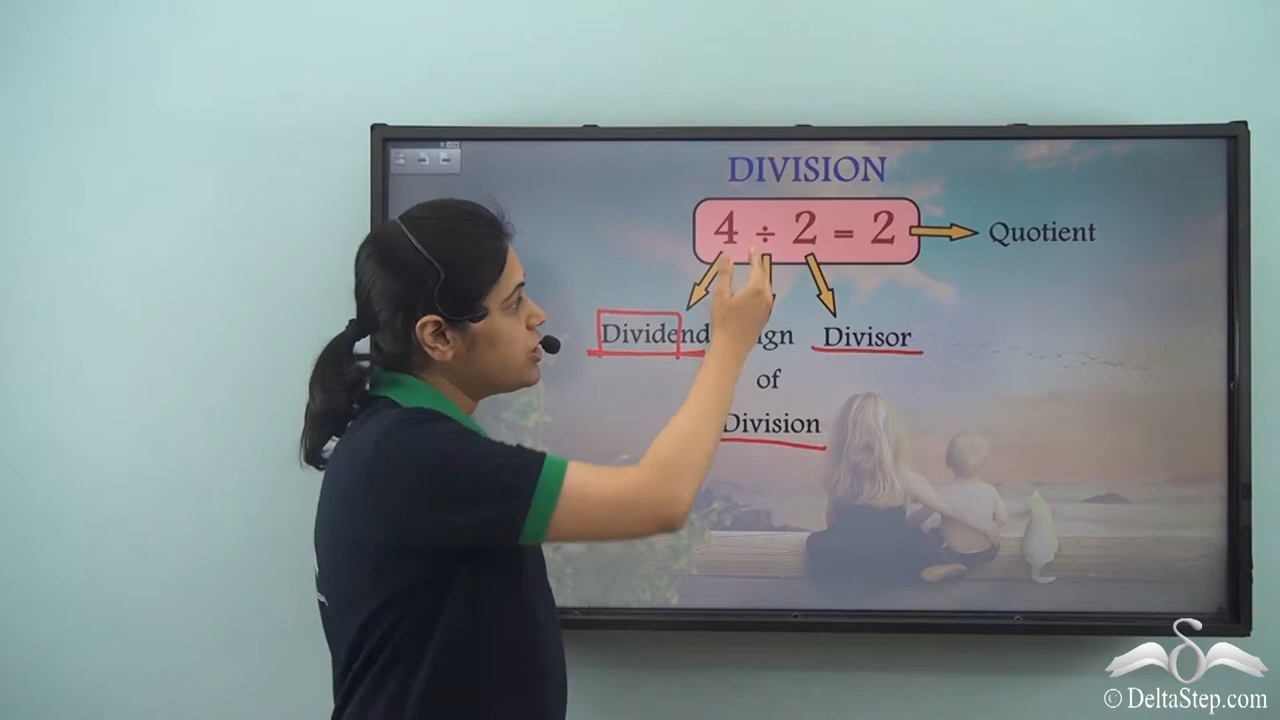 DIVISION
4 ÷ 2 = 2
Quotient
Dividend
Divisor
of
Division
© DeltaStep.com